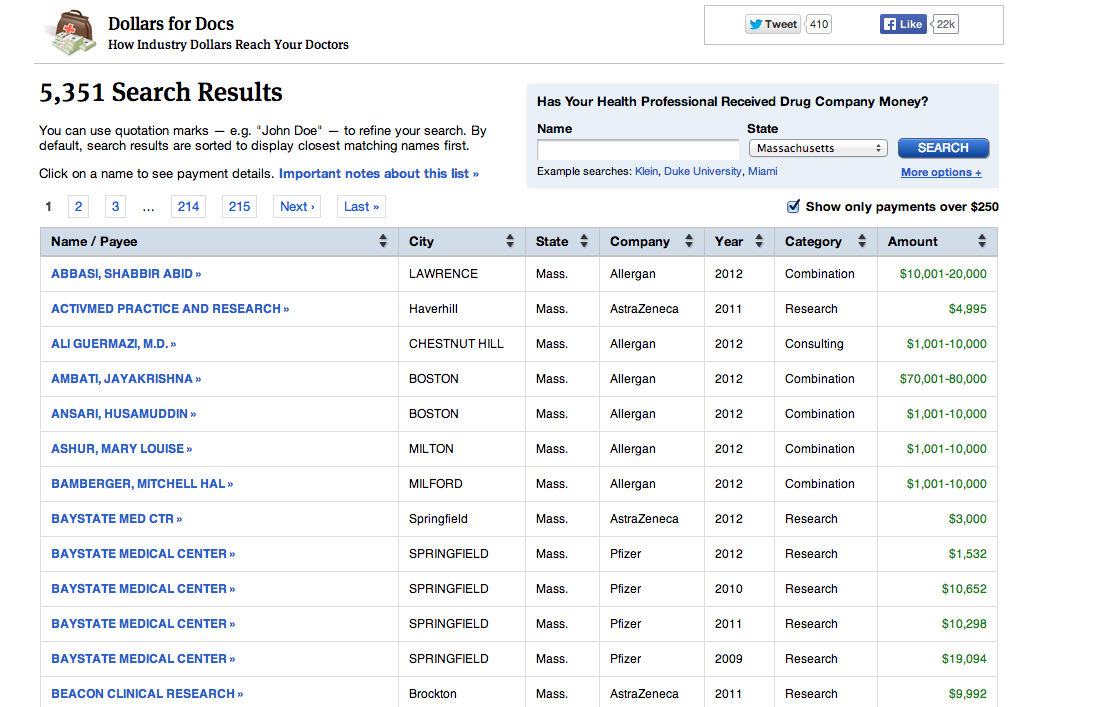 Dollars for Docs
How Industry Dollars Reach Your Doctors
Tweet 410
Like 22k
5,351 Search Results
You can use quotation marks — e.g. "John Doe" — to refine your search. By
default, search results are sorted to display closest matching names first.
Click on a name to see payment details. Important notes about this list »
Has Your Health Professional Received Drug Company Money?
Name State
Massachusetts SEARCH
Example searches: Klein, Duke University, Miami More options +
1 2 3 ... 214 215 Next › Last »
Show only payments over $250
Name / Payee City State Company Year Category Amount
ABBASI, SHABBIR ABID » LAWRENCE Mass. Allergan 2012 Combination $10,001-20,000
ACTIVMED PRACTICE AND RESEARCH » Haverhill Mass. AstraZeneca 2011 Research $4,995
ALI GUERMAZI, M.D. » CHESTNUT HILL Mass. Allergan 2012 Consulting $1,001-10,000
AMBATI, JAYAKRISHNA » BOSTON Mass. Allergan 2012 Combination $70,001-80,000
ANSARI, HUSAMUDDIN » BOSTON Mass. Allergan 2012 Combination $1,001-10,000
ASHUR, MARY LOUISE » MILTON Mass. Allergan 2012 Combination $1,001-10,000
BAMBERGER, MITCHELL HAL » MILFORD Mass. Allergan 2012 Combination $1,001-10,000
BAYSTATE MED CTR » Springfield Mass. AstraZeneca 2012 Research $3,000
BAYSTATE MEDICAL CENTER » SPRINGFIELD Mass. Pfizer 2012 Research $1,532
BAYSTATE MEDICAL CENTER » SPRINGFIELD Mass. Pfizer 2010 Research $10,652
BAYSTATE MEDICAL CENTER » SPRINGFIELD Mass. Pfizer 2011 Research $10,298
BAYSTATE MEDICAL CENTER » SPRINGFIELD Mass. Pfizer 2009 Research $19,094
BEACON CLINICAL RESEARCH » Brockton Mass. AstraZeneca 2011 Research $9,992